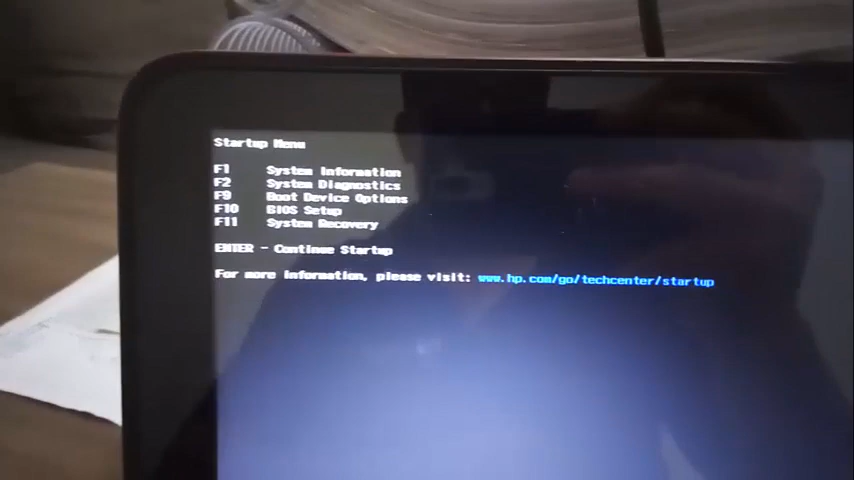 Startup Menu
F1 System Information
F2 System Diagnostics
F9 Boot Device Options
F10 BIOS Setup
F11 System Recovery
ENTER - Continue Startup
For more information, please visit: www.hp.com/go/techcenter/startup